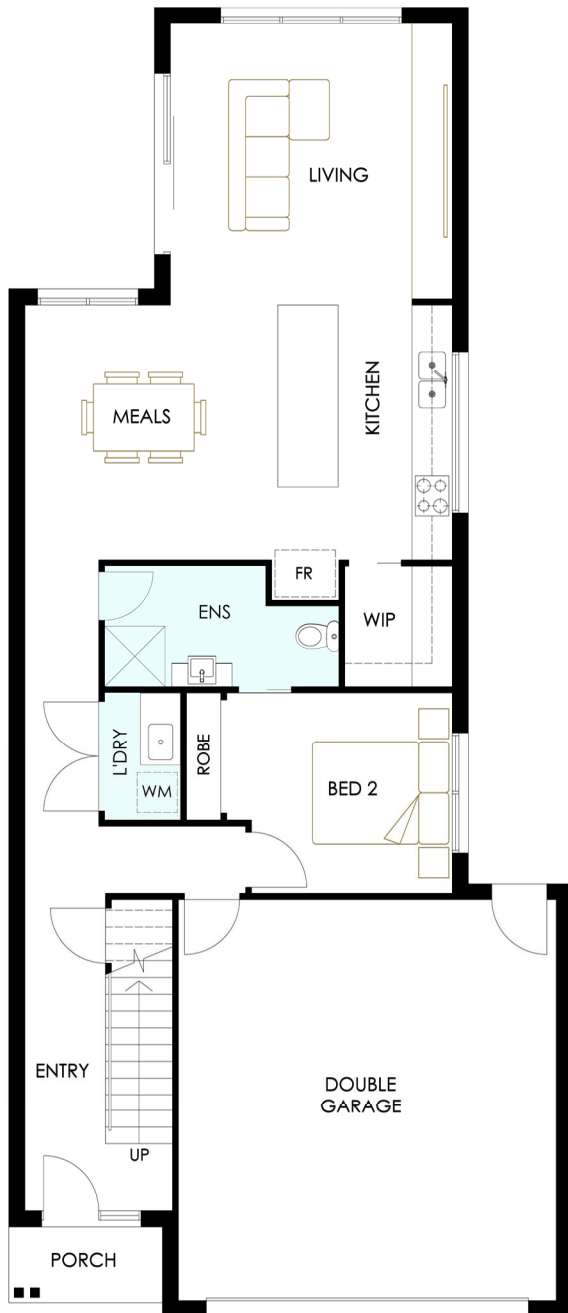 LIVING
KITCHEN
MEALS
FR
ENS
WIP
L'DRY
WM
ROBE
BED 2
ENTRY
UP
DOUBLE
GARAGE
PORCH